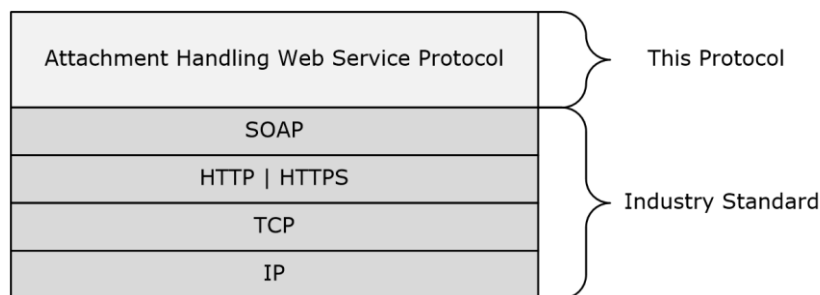 Attachment Handling Web Service Protocol
This Protocol
SOAP
HTTP | HTTPS
TCP
IP
Industry Standard